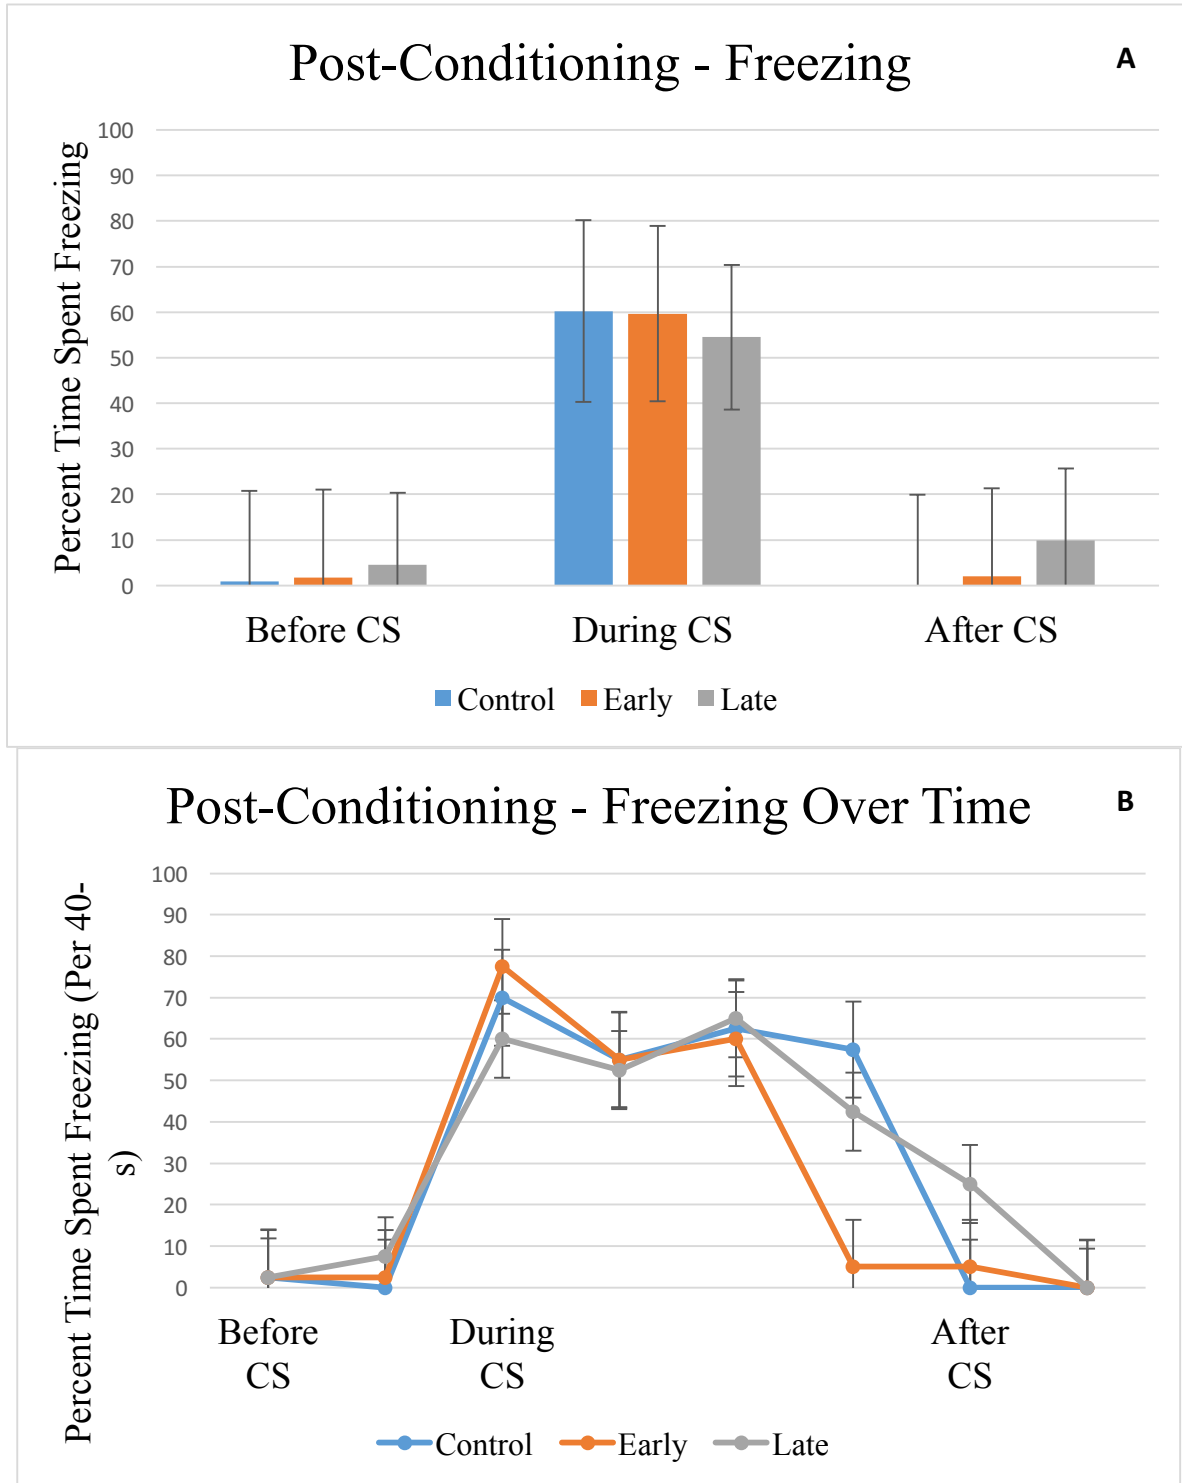 Post-Conditioning - Freezing
A
Percent Time Spent Freezing
100
90
80
70
60
50
40
30
20
10
0
Before CS During CS After CS
Control Early Late
Post-Conditioning - Freezing Over Time
B
Percent Time Spent Freezing (Per 40-
s)
100
90
80
70
60
50
40
30
20
10
0
Before During After
CS CS CS
Control Early Late